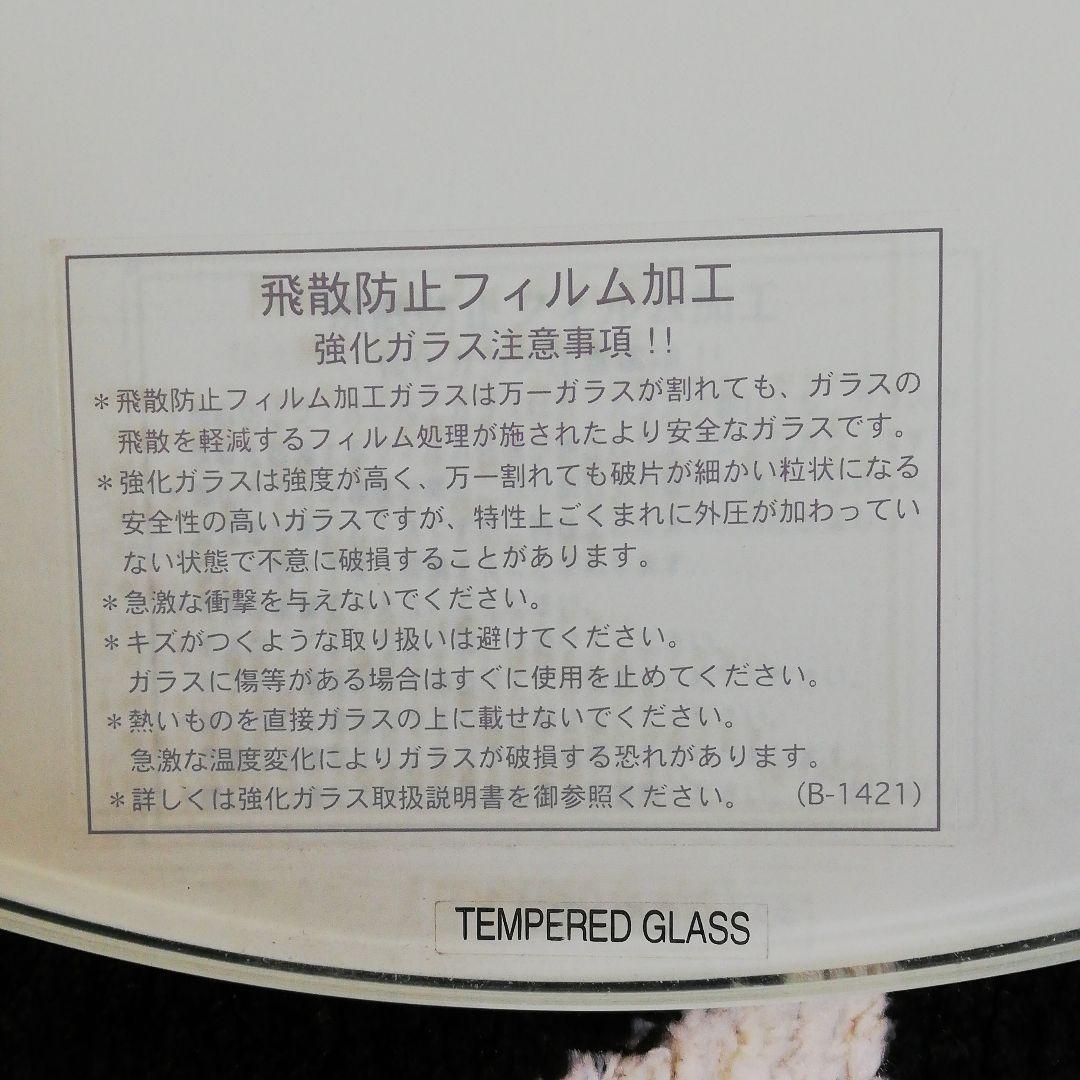 飛散防止フィルム加工
強化ガラス注意事項!!
＊飛散防止フィルム加工ガラスは万一ガラスが割れても、ガラスの
飛散を軽減するフィルム処理が施されたより安全なガラスです。
＊強化ガラスは強度が高く、万一割れても破片が細かい粒状になる
安全性の高いガラスですが、特性上ごくまれに外圧が加わってい
ない状態で不意に破損することがあります。
＊急激な衝撃を与えないでください。
＊キズがつくような取り扱いは避けてください。
ガラスに傷等がある場合はすぐに使用を止めてください。
＊熱いものを直接ガラスの上に載せないでください。
急激な温度変化によりガラスが破損する恐れがあります。
＊詳しくは強化ガラス取扱説明書を御参照ください。 (B-1421)
TEMPERED GLASS